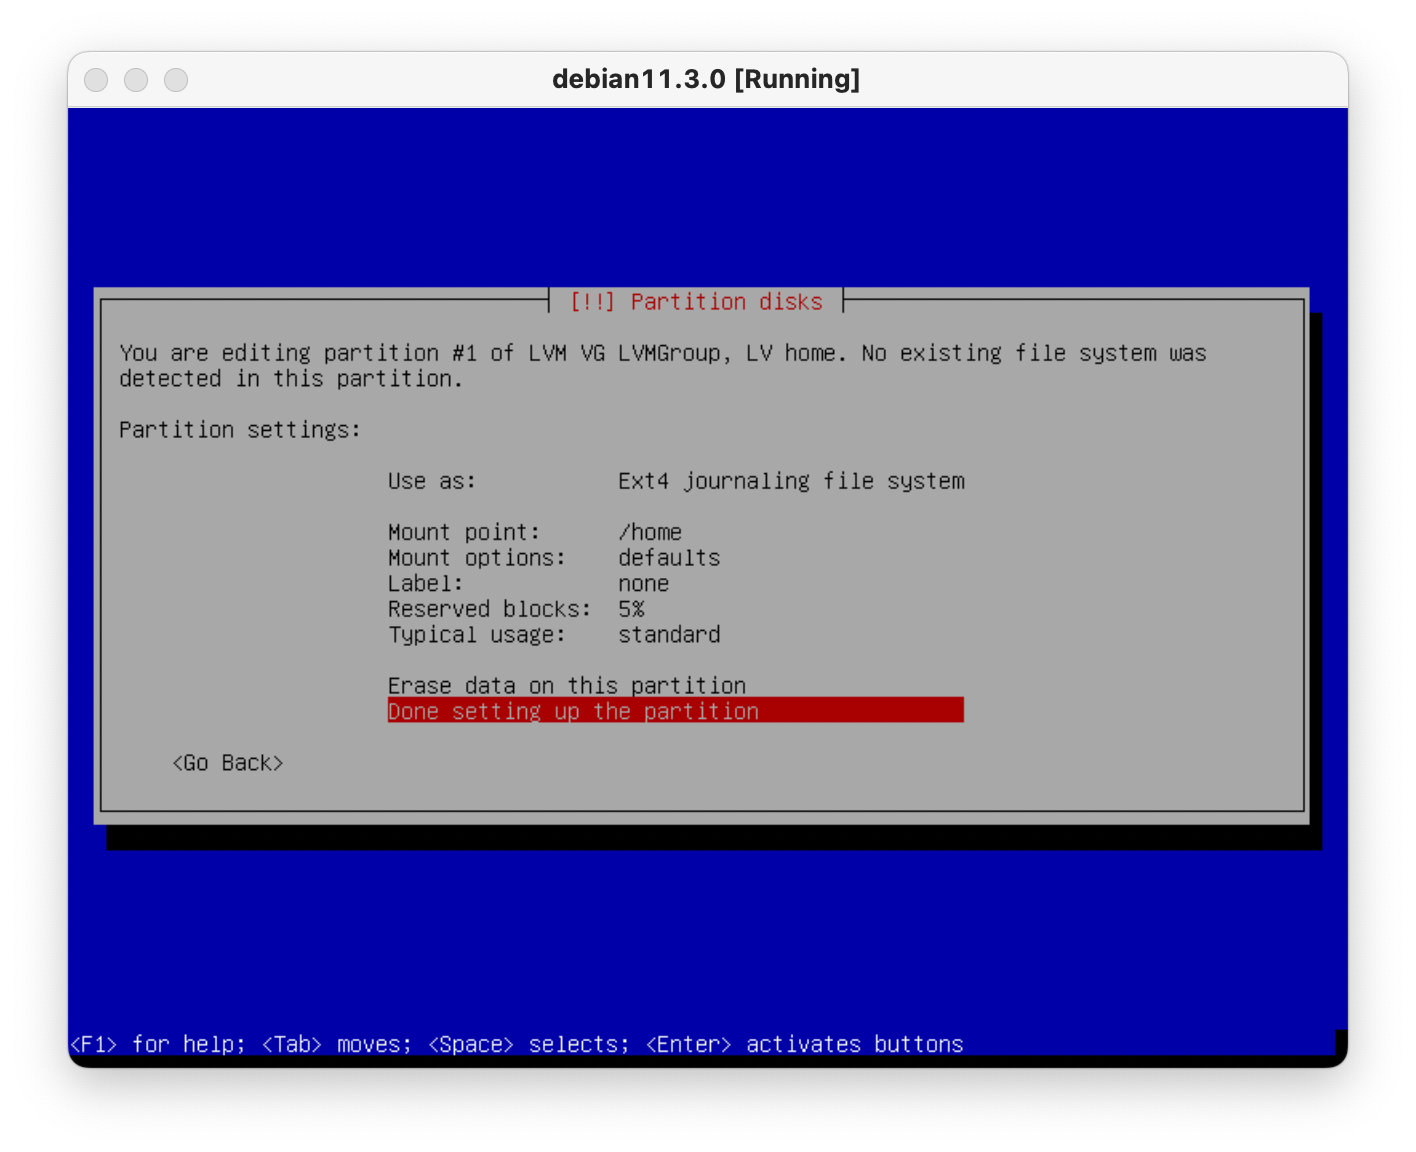 debian11.3.0 [Running]
[!!] Partition disks
You are editing partition #1 of LVM VG LVMGroup, LV home. No existing file system was
detected in this partition.
Partition settings:
Use as: Ext4 journaling file system
Mount point: /home
Mount options: defaults
Label: none
Reserved blocks: 5%
Typical usage: standard
Erase data on this partition
Done setting up the partition
<Go Back>
<F1> for help; <Tab> moves; <Space> selects; <Enter> activates buttons